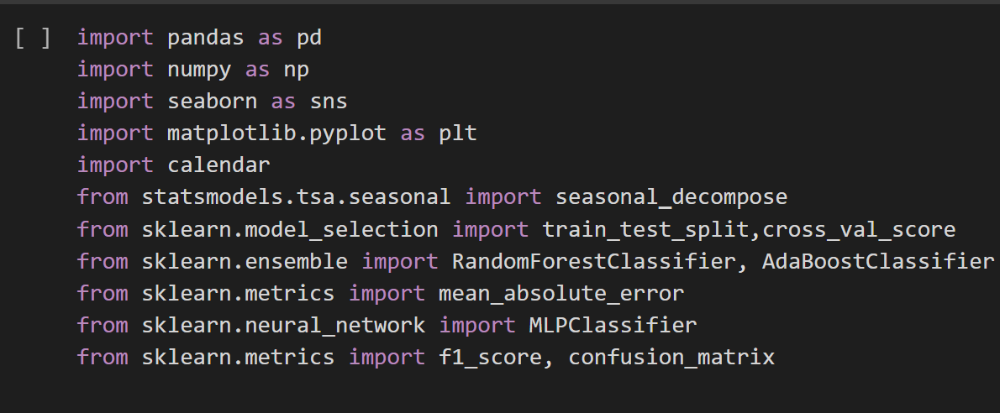 [ ] import pandas as pd
import numpy as np
import seaborn as sns
import matplotlib.pyplot as plt
import calendar
from statsmodels.tsa.seasonal import seasonal_decompose
from sklearn.model_selection import train_test_split,cross_val_score
from sklearn.ensemble import RandomForestClassifier, AdaBoostClassifier
from sklearn.metrics import mean_absolute_error
from sklearn.neural_network import MLPClassifier
from sklearn.metrics import f1_score, confusion_matrix